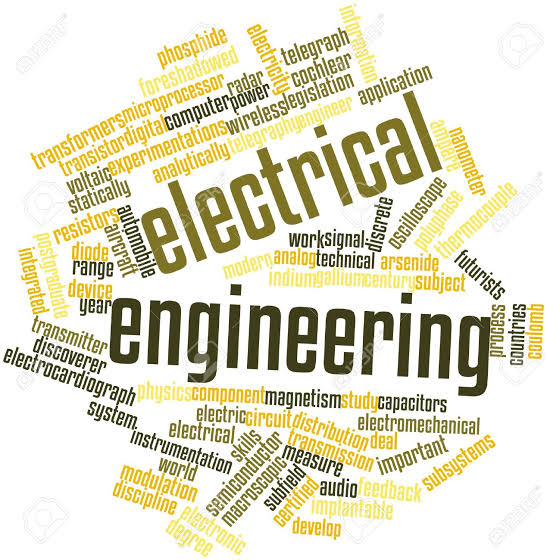 phosphide
foreshadowed
electricity
telegraph
information
transformers microprocessor
radar
cochlear
transistor digital
computer power
wireless legislation
application
voltaic experimentations
telegraphy engineer
statically
analytically
electrical
ampere
nanometer
resistors
automobile
aircraft
postgraduate
integrated
diode
range
device
year
work signal
discrete
oscilloscope
polyphase
thermocouple
modern analog technical arsenide
indium gallium century subject
futurists
engineering
process
countries
coulomb
transmitter
discoverer
electrocardiograph
physics component magnetism study capacitors
system
electric circuit distribution deal
electromechanical
electrical
instrumentation
skills
transmission
important
subsystems
world
semiconductor
measure
modulation
macroscopic
subfield
audio feedback
discipline
certified
implantable
electronic
develop
degree
123RF